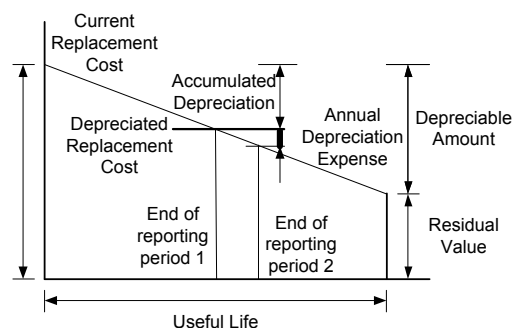 Current
Replacement
Cost
Accumulated
Depreciation
Depreciated
Replacement
Cost
Annual
Depreciation
Expense
Depreciable
Amount
End of
reporting
period 1
End of
reporting
period 2
Residual
Value
Useful Life